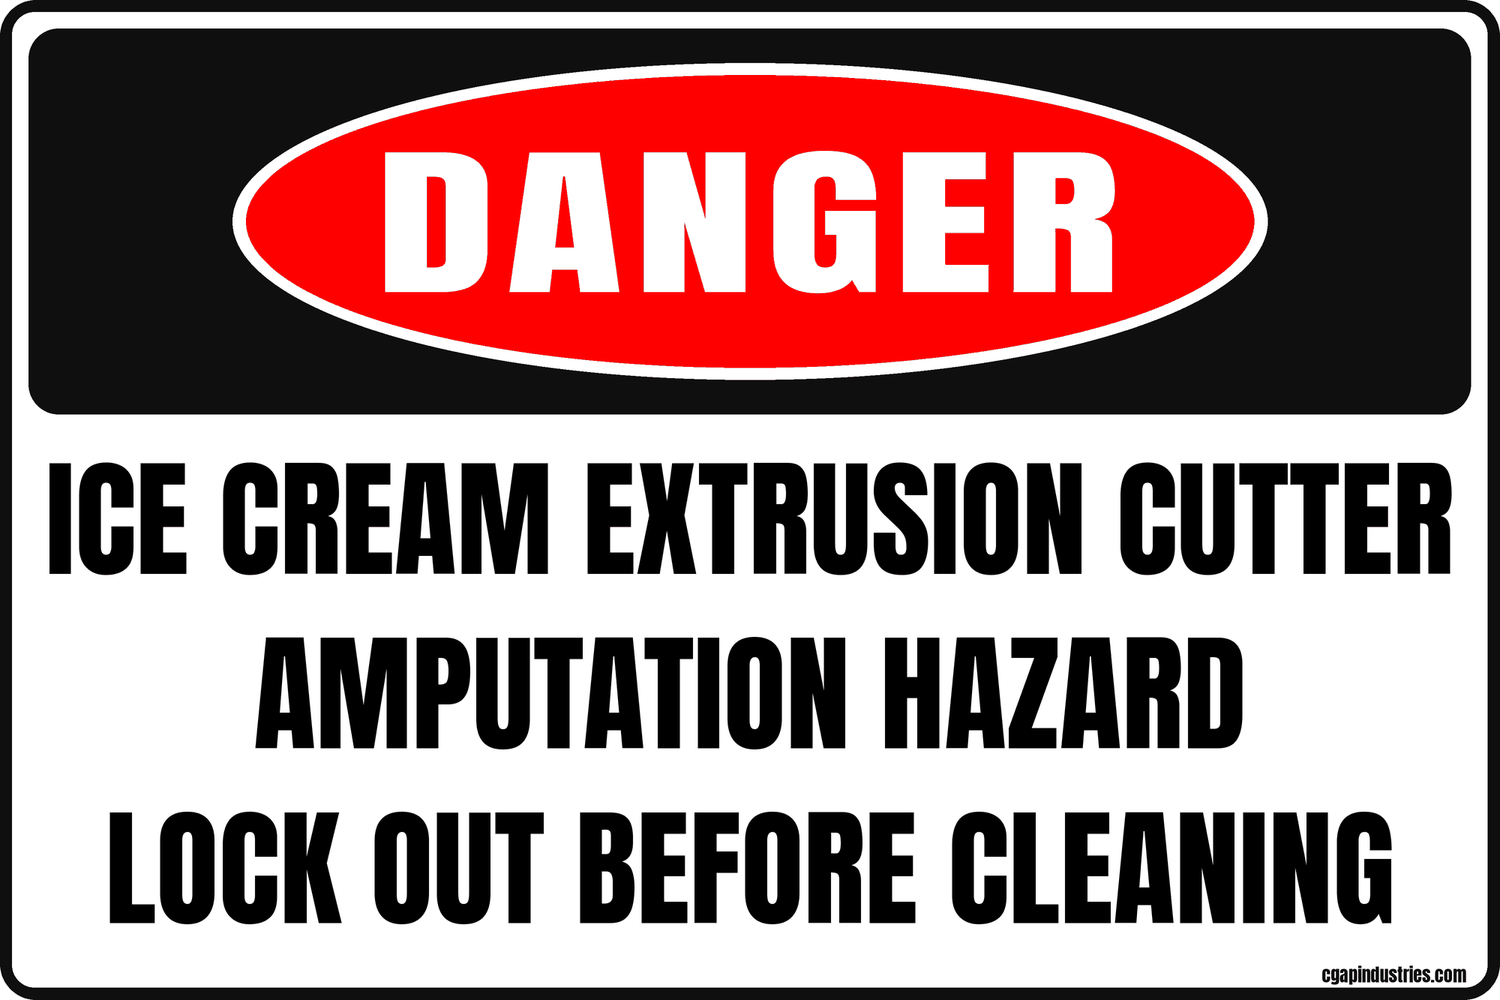 DANGER
ICE CREAM EXTRUSION CUTTER
AMPUTATION HAZARD
LOCK OUT BEFORE CLEANING
cgapindustries.com